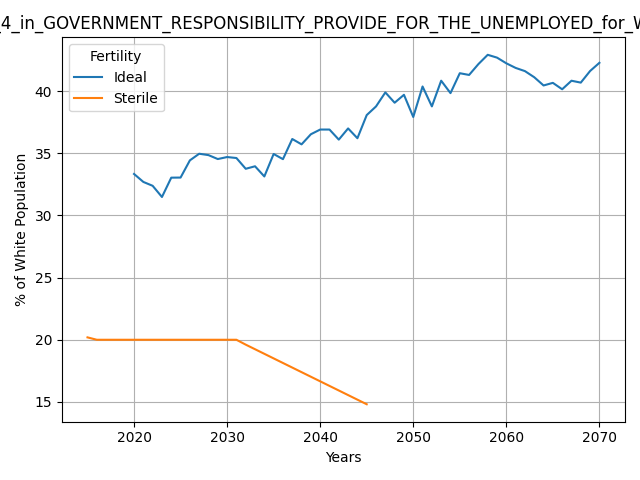 _4_in_GOVERNMENT_RESPONSIBILITY_PROVIDE_FOR_THE_UNEMPLOYED_for_W
Fertility
Ideal
Sterile
% of White Population
40
35
30
25
20
15
2020 2030 2040 2050 2060 2070
Years